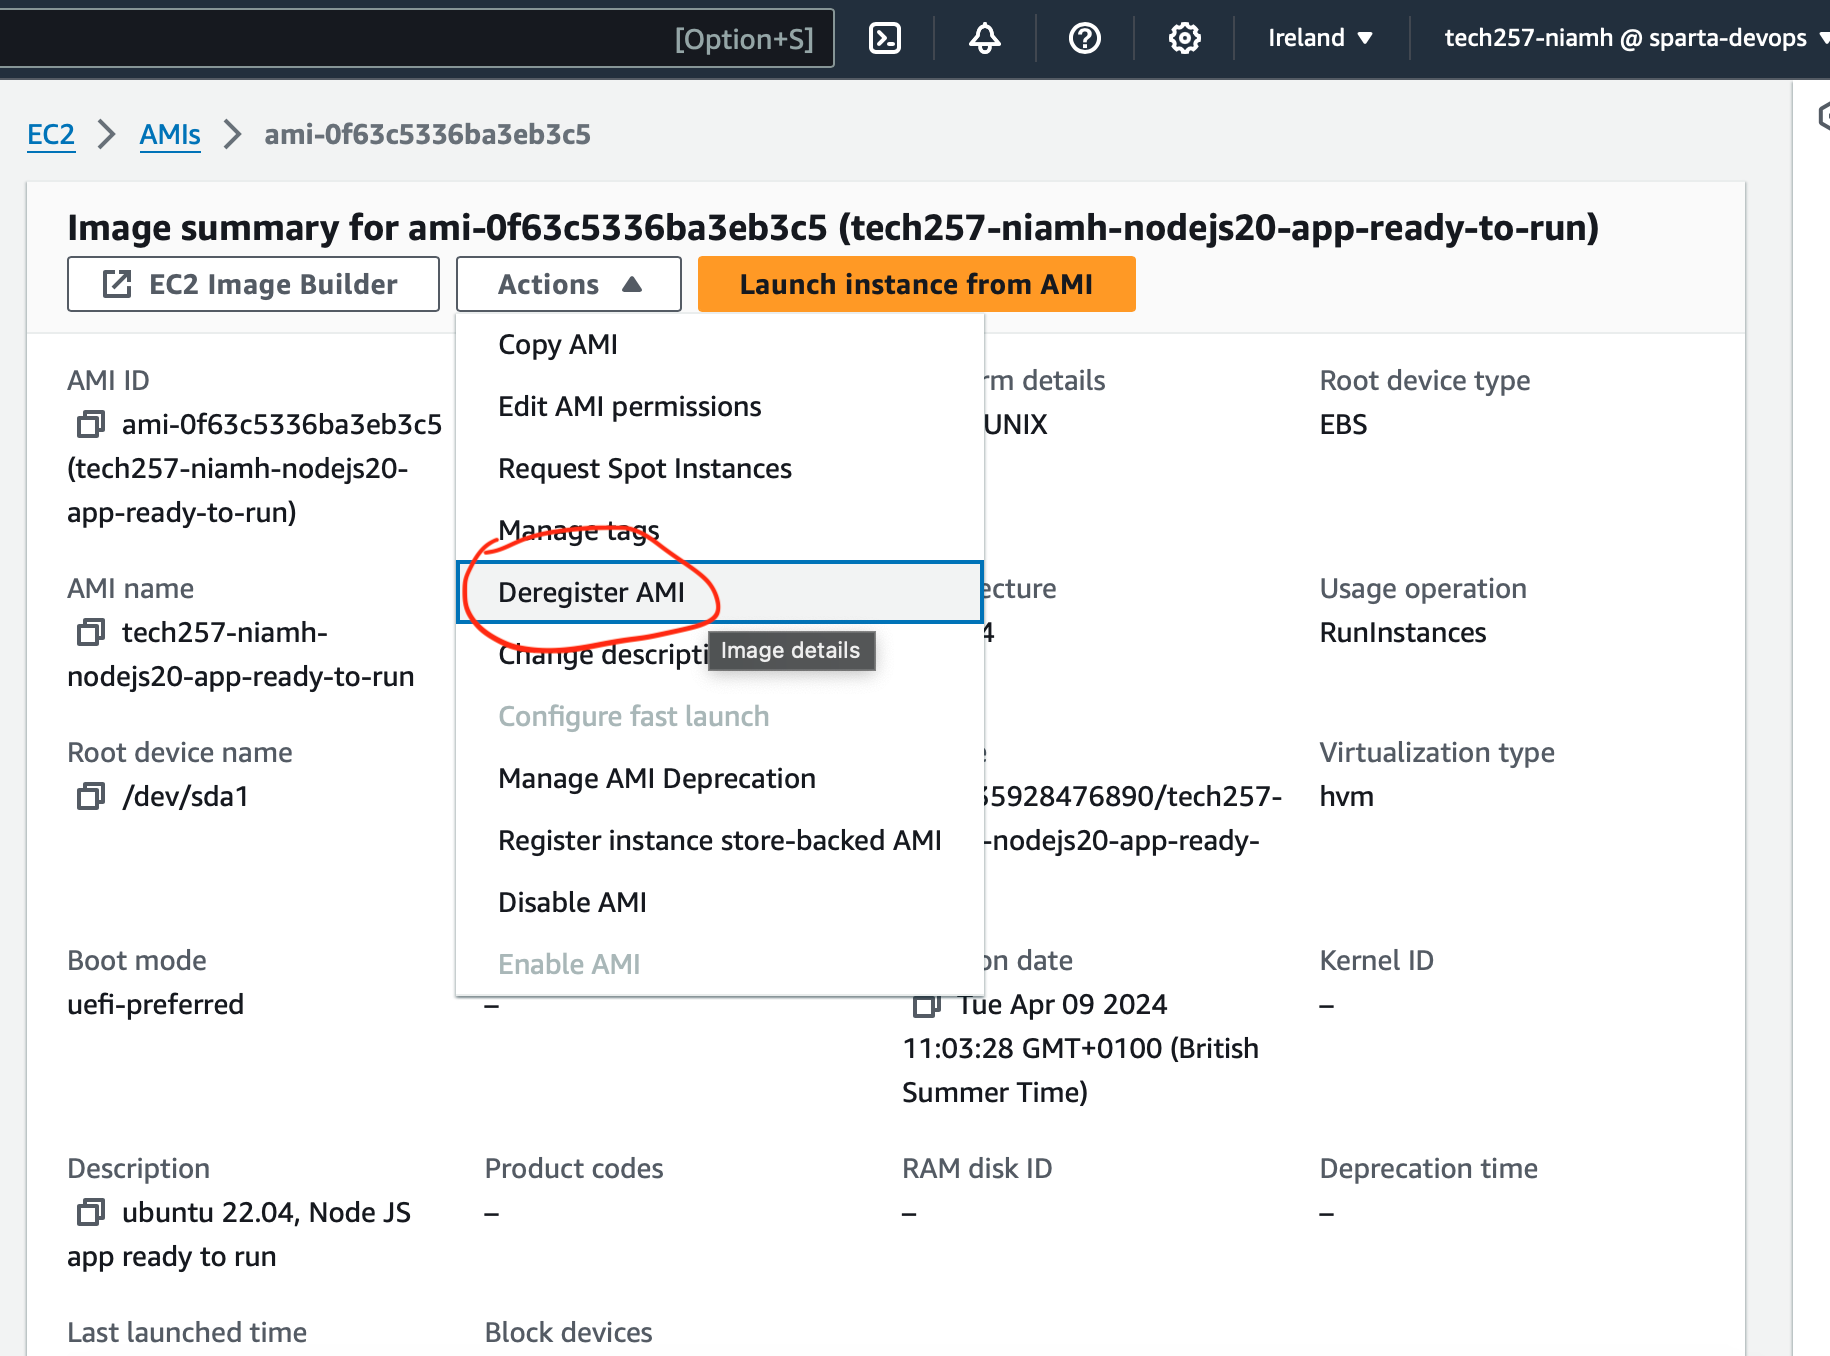 [Option+S]
Ireland
tech257-niamh @ sparta-devops
EC2
AMIs
ami-0f63c5336ba3eb3c5
Image summary for ami-0f63c5336ba3eb3c5 (tech257-niamh-nodejs20-app-ready-to-run)
EC2 Image Builder
Actions
Launch instance from AMI
Copy AMI
Edit AMI permissions
Request Spot Instances
Manage tags
Deregister AMI
Change descripti
Image details
Configure fast launch
Manage AMI Deprecation
Register instance store-backed AMI
Disable AMI
Enable AMI
AMI ID
ami-0f63c5336ba3eb3c5
(tech257-niamh-nodejs20-
app-ready-to-run)
rm details
UNIX
Root device type
EBS
AMI name
tech257-niamh-
nodejs20-app-ready-to-run
ecture
4
Usage operation
RunInstances
Root device name
/dev/sda1
35928476890/tech257-
-nodejs20-app-ready-
Virtualization type
hvm
Boot mode
uefi-preferred
–
on date
Tue Apr 09 2024
11:03:28 GMT+0100 (British
Summer Time)
Kernel ID
–
Description
ubuntu 22.04, Node JS
app ready to run
Product codes
–
RAM disk ID
–
Deprecation time
–
Last launched time
Block devices